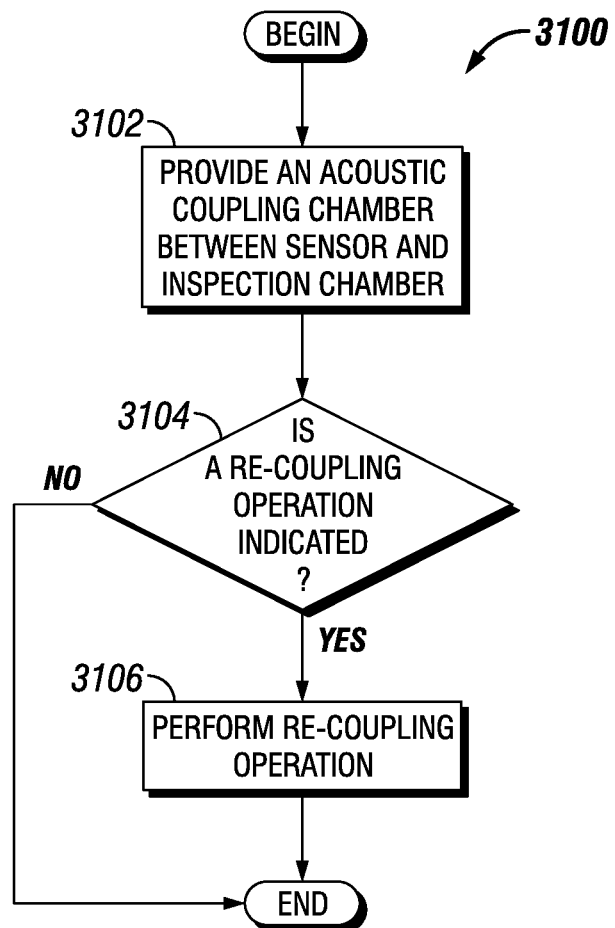 BEGIN
3100
3102
PROVIDE AN ACOUSTIC
COUPLING CHAMBER
BETWEEN SENSOR AND
INSPECTION CHAMBER
3104
IS
A RE-COUPLING
OPERATION
INDICATED
?
NO
YES
3106
PERFORM RE-COUPLING
OPERATION
END